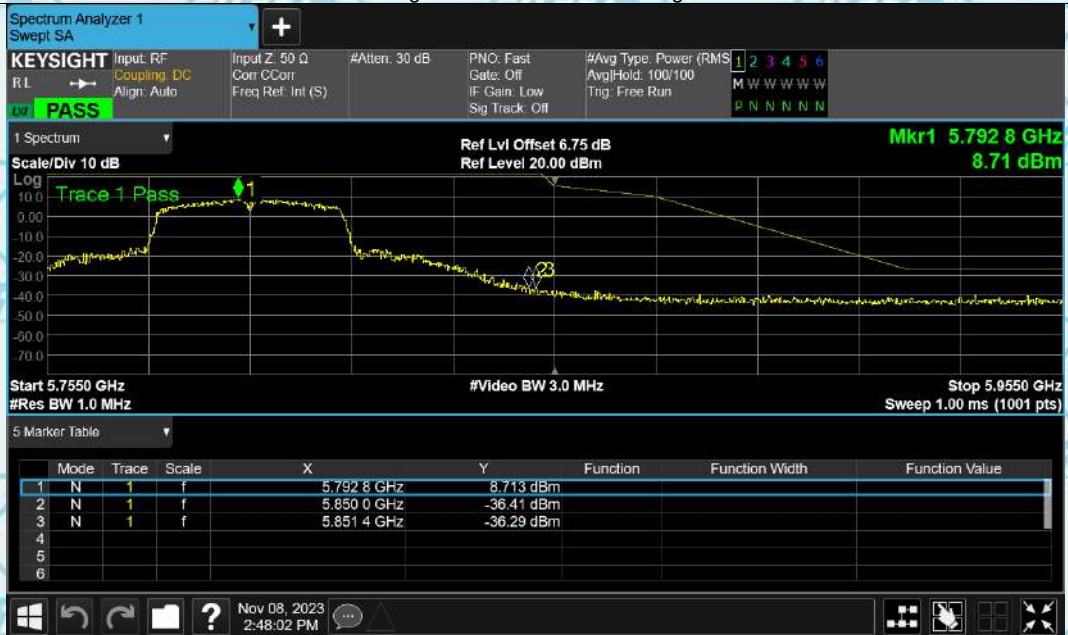 Spectrum Analyzer 1
Swept SA
+
KEYSIGHT Input: RF Input Z: 50 Ω #Atten: 30 dB PNO: Fast #Avg Type: Power (RMS 1 2 3 4 5 6
RL Coupling: DC Corr CCorr Gate: Off Avg|Hold: 100/100 M W W W W W
Align: Auto Freq Ref: Int (S) IF Gain: Low Trig: Free Run
PASS Sig Track: Off P N N N N N
1 Spectrum Ref Lvl Offset 6.75 dB Mkr1 5.792 8 GHz
Scale/Div 10 dB Ref Level 20.00 dBm 8.71 dBm
Log
Trace 1 Pass
1
10.0
0.00
-10.0
-20.0
23
-30.0
-40.0
-50.0
-60.0
-70.0
Start 5.7550 GHz #Video BW 3.0 MHz Stop 5.9550 GHz
#Res BW 1.0 MHz Sweep 1.00 ms (1001 pts)
5 Marker Table
Mode Trace Scale X Y Function Function Width Function Value
1 N 1 f 5.792 8 GHz 8.713 dBm
2 N 1 f 5.850 0 GHz -36.41 dBm
3 N 1 f 5.851 4 GHz -36.29 dBm
4
5
6
? Nov 08, 2023
2:48:02 PM